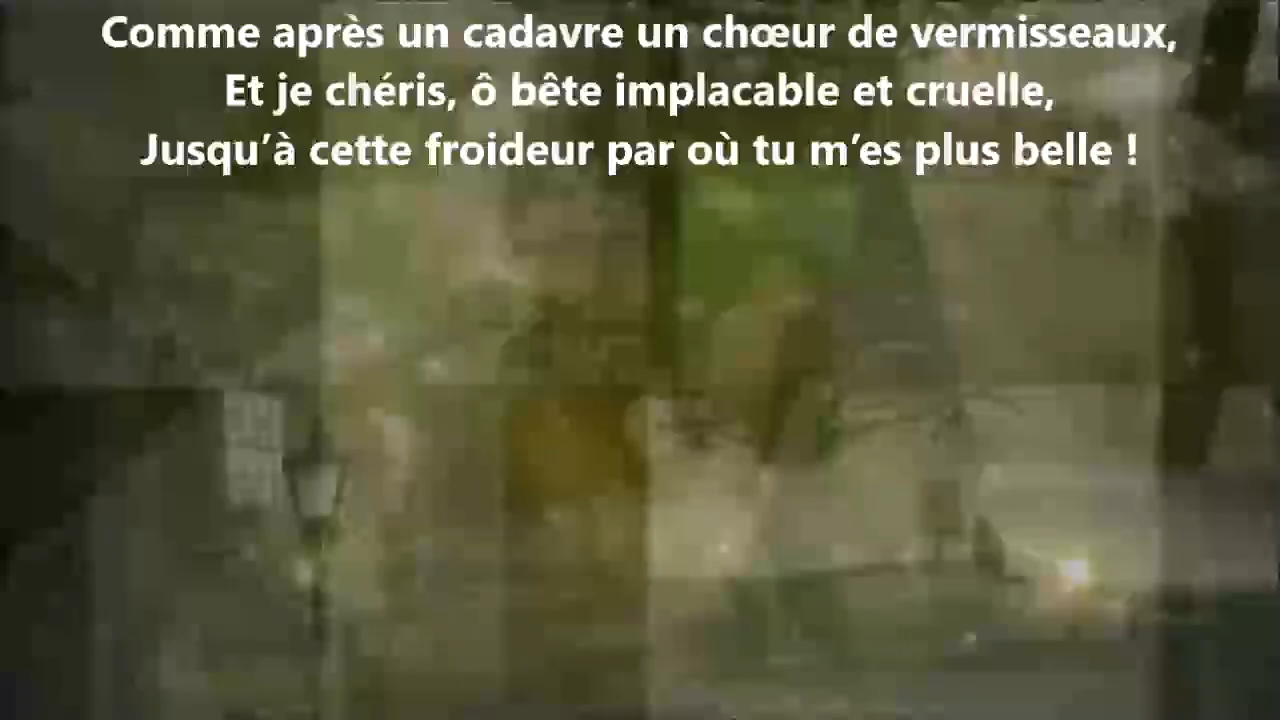 Comme après un cadavre un chœur de vermisseaux,
Et je chéris, ô bête implacable et cruelle,
Jusqu’à cette froideur par où tu m’es plus belle !